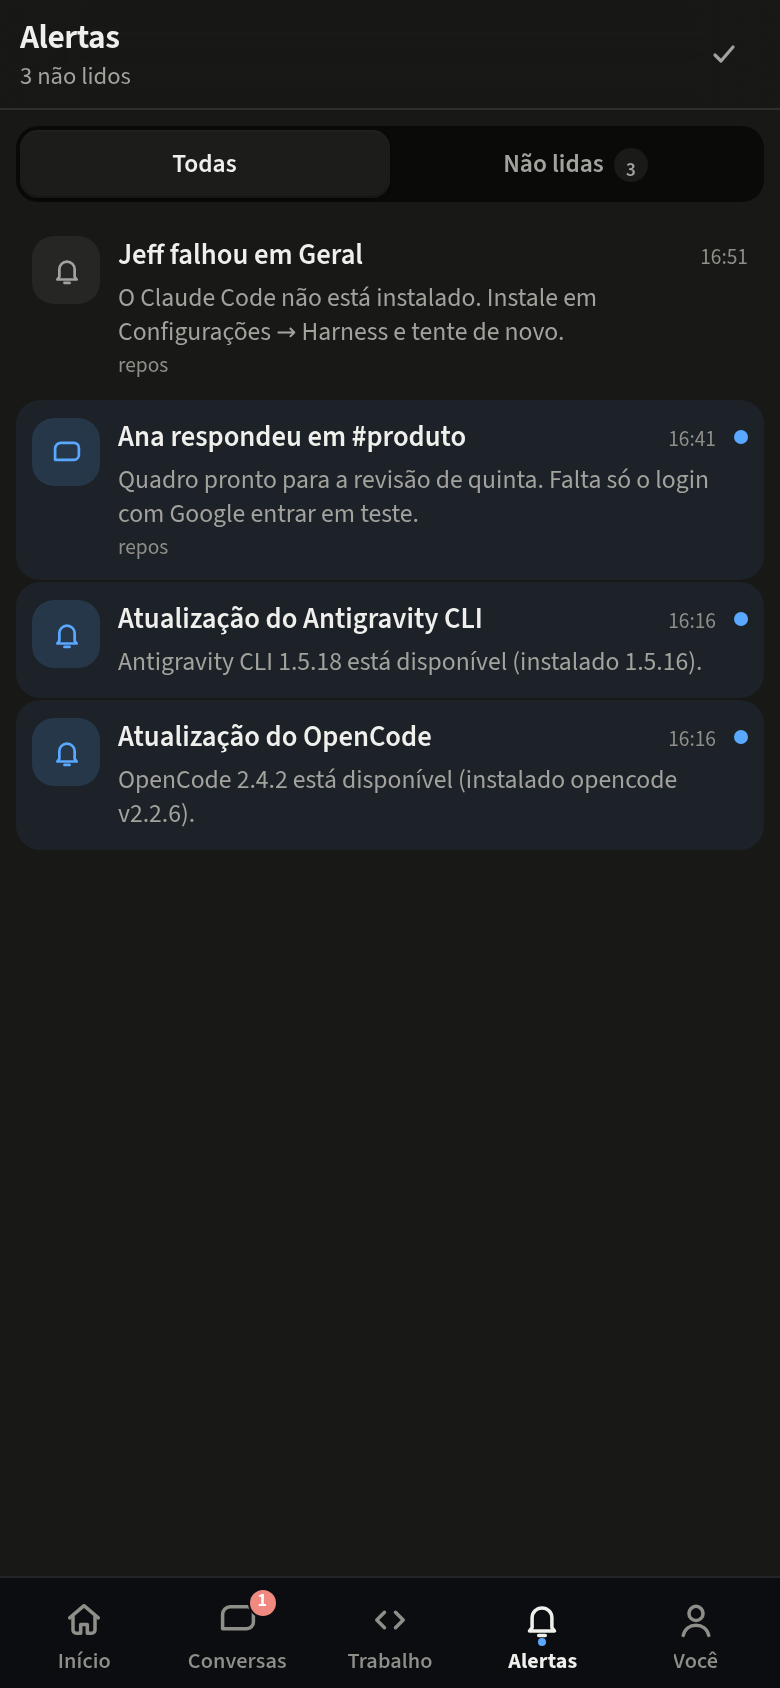 Alertas
3 não lidos
Todas
Não lidas 3
Jeff falhou em Geral 16:51
O Claude Code não está instalado. Instale em
Configurações → Harness e tente de novo.
repos
Ana respondeu em #produto 16:41
Quadro pronto para a revisão de quinta. Falta só o login
com Google entrar em teste.
repos
Atualização do Antigravity CLI 16:16
Antigravity CLI 1.5.18 está disponível (instalado 1.5.16).
Atualização do OpenCode 16:16
OpenCode 2.4.2 está disponível (instalado opencode
v2.2.6).
1
Início
Conversas
Trabalho
Alertas
Você